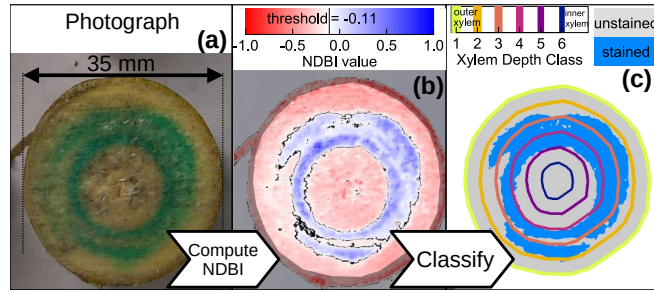 Photograph
(a)
35 mm
threshold = -0.11
-1.0 -0.5 0.0 0.5 1.0
NDBI value
(b)
outer xylem
inner xylem
1 2 3 4 5 6
Xylem Depth Class
unstained
stained
(c)
Compute
NDBI
Classify